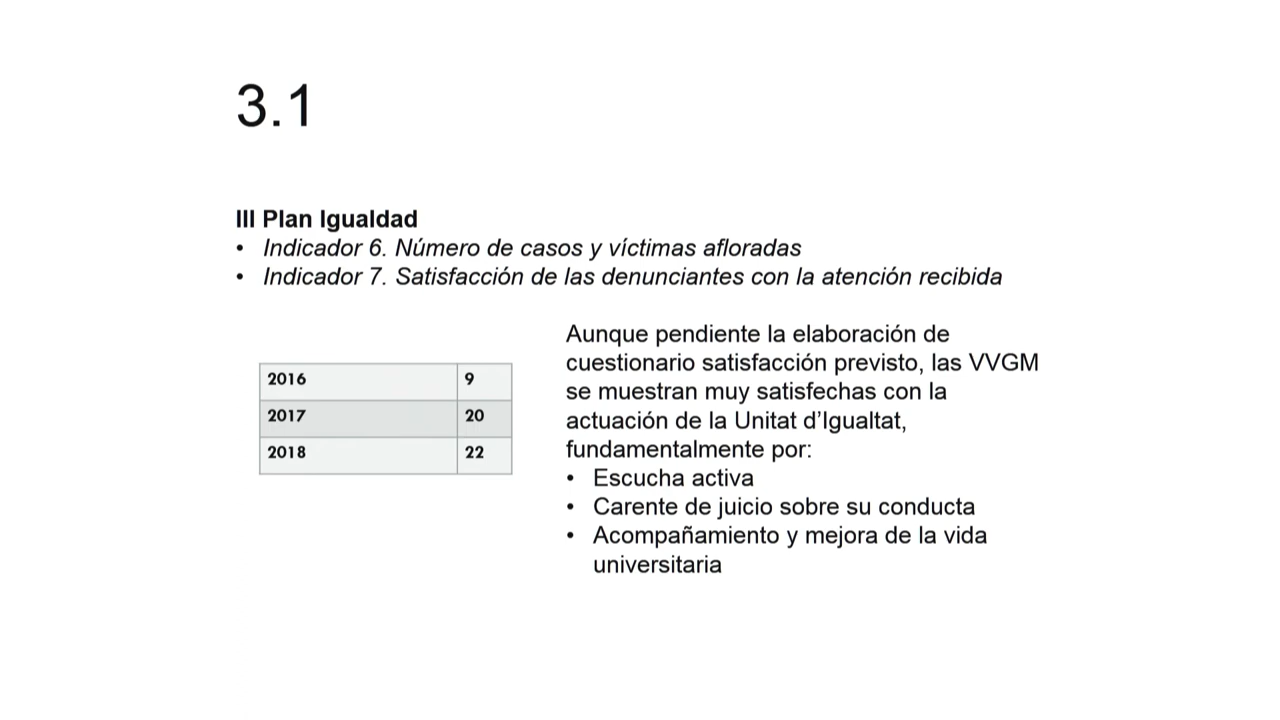 3.1
III Plan Igualdad
• Indicador 6. Número de casos y víctimas afloradas
• Indicador 7. Satisfacción de las denunciantes con la atención recibida
2016 9
2017 20
2018 22
Aunque pendiente la elaboración de
cuestionario satisfacción previsto, las VVGM
se muestran muy satisfechas con la
actuación de la Unitat d’Igualtat,
fundamentalmente por:
• Escucha activa
• Carente de juicio sobre su conducta
• Acompañamiento y mejora de la vida
universitaria